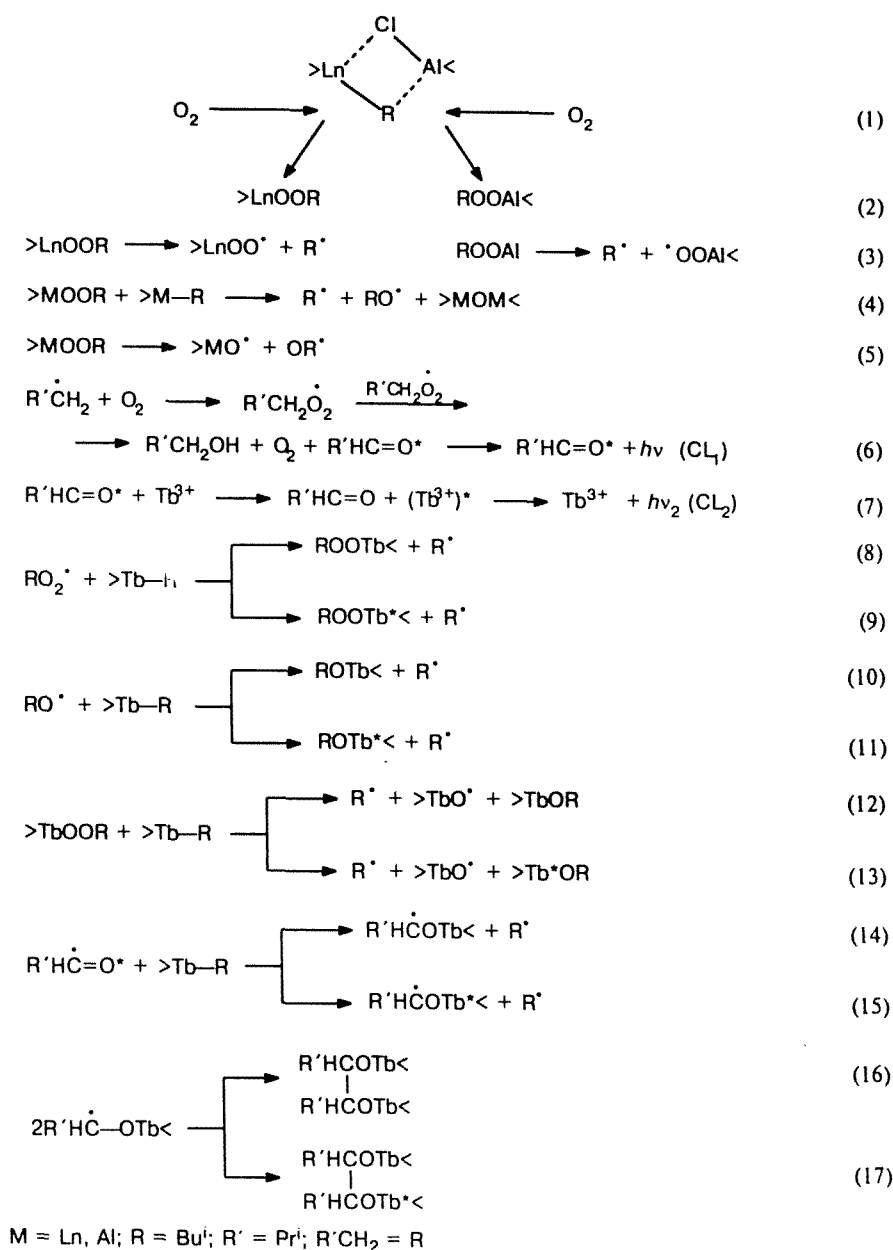 Cl
>Ln Al<
R
O₂ O₂ (1)
>LnOOR ROOAl< (2)
>LnOOR ⟶ >LnOO• + R• ROOAl ⟶ R• + •OOAl< (3)
>MOOR + >M—R ⟶ R• + RO• + >MOM< (4)
>MOOR ⟶ >MO• + OR• (5)
R′ĊH₂ + O₂ ⟶ R′CH₂Ȯ₂ R′CH₂Ȯ₂ ⟶
⟶ R′CH₂OH + O₂ + R′HC=O* ⟶ R′HC=O* + hν (CL₁) (6)
R′HC=O* + Tb³⁺ ⟶ R′HC=O + (Tb³⁺)* ⟶ Tb³⁺ + hν₂ (CL₂) (7)
ROOTb< + R• (8)
RO₂• + >Tb—
ROOTb*< + R• (9)
ROTb< + R• (10)
RO• + >Tb—R
ROTb*< + R• (11)
R• + >TbO• + >TbOR (12)
>TbOOR + >Tb—R
R• + >TbO• + >Tb*OR (13)
R′HĊOTb< + R• (14)
R′HĊ=O* + >Tb—R
R′HĊOTb*< + R• (15)
R′HCOTb< (16)
R′HCOTb<
2R′HĊ—OTb<
R′HCOTb< (17)
R′HCOTb*<
M = Ln, Al; R = Buⁱ; R′ = Prⁱ; R′CH₂ = R